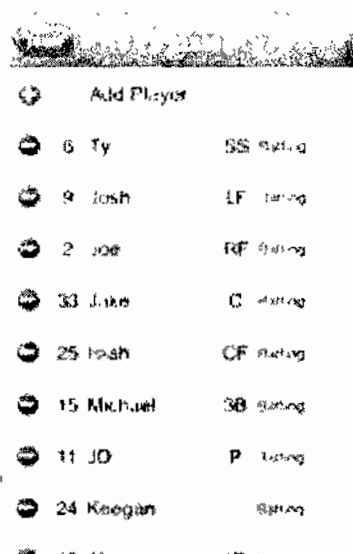 Add Player
6 Ty SS Batting
9 Josh LF Batting
2 Joe RF Batting
33 Jake C Batting
25 CF Batting
15 Michael 3B Batting
11 JD P Batting
24 Keegan Batting